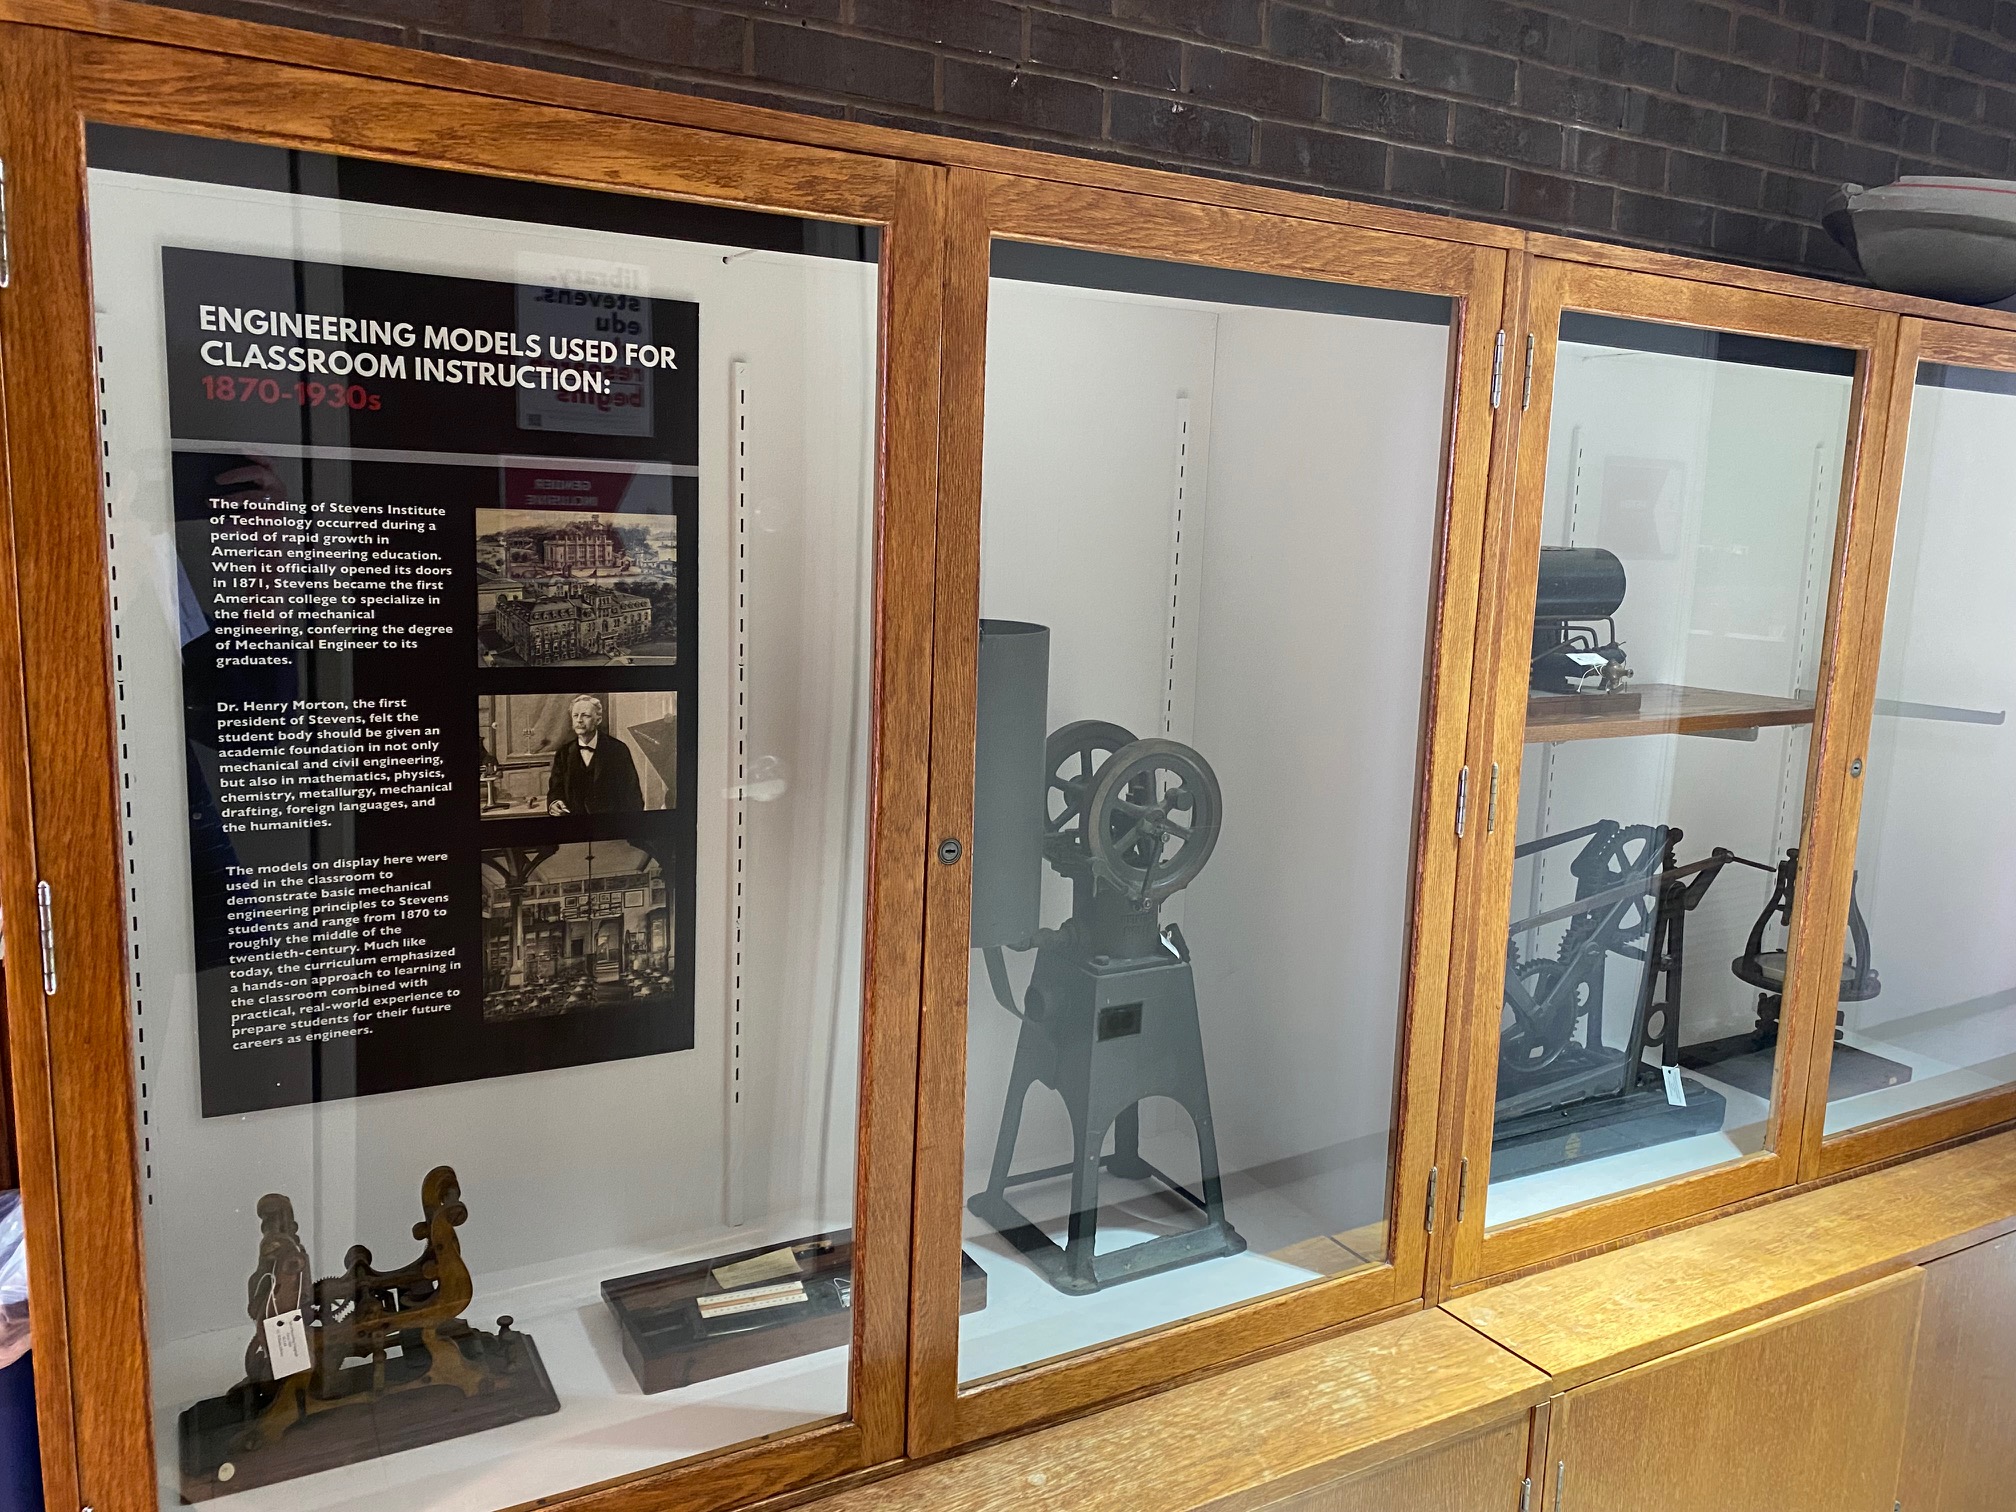 ENGINEERING MODELS USED FOR
CLASSROOM INSTRUCTION:
1870-1930s
The founding of Stevens Institute
of Technology occurred during a
period of rapid growth in
American engineering education.
When it officially opened its doors
in 1871, Stevens became the first
American college to specialize in
the field of mechanical
engineering, conferring the degree
of Mechanical Engineer to its
graduates.
Dr. Henry Morton, the first
president of Stevens, felt the
student body should be given an
academic foundation in not only
mechanical and civil engineering,
but also in mathematics, physics,
chemistry, metallurgy, mechanical
drafting, foreign languages, and
the humanities.
The models on display here were
used in the classroom to
demonstrate basic mechanical
engineering principles to Stevens
students and range from 1870 to
roughly the middle of the
twentieth-century. Much like
today, the curriculum emphasized
a hands-on approach to learning in
the classroom combined with
practical, real-world experience to
prepare students for their future
careers as engineers.
library.
stevens.
edu
research
begins
GENDER
INCLUSIVE